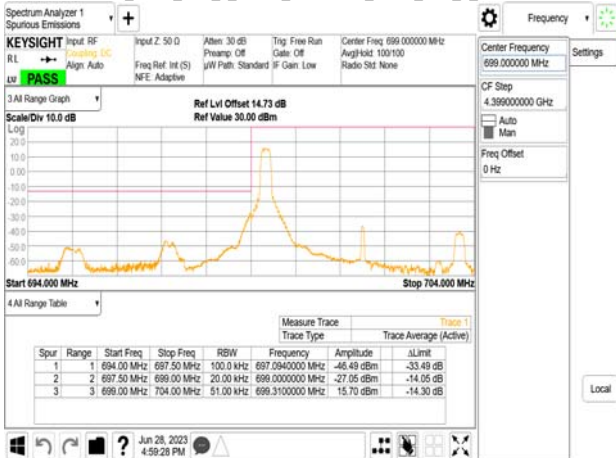 Spectrum Analyzer 1
Spurious Emissions
Frequency
KEYSIGHT Input: RF Input Z: 50 Ω Atten: 30 dB Trig: Free Run Center Freq: 699.000000 MHz
RL Coupling: DC Preamp: Off Gate: Off Avg|Hold: 100/100
Align: Auto Freq Ref: Int (S) µW Path: Standard IF Gain: Low Radio Std: None
NFE: Adaptive
PASS
Center Frequency
699.000000 MHz
Settings
CF Step
4.399000000 GHz
Auto
Man
Freq Offset
0 Hz
Local
3 All Range Graph
Ref Lvl Offset 14.73 dB
Scale/Div 10.0 dB Ref Value 30.00 dBm
Log
20.0
10.0
0.00
-10.0
-20.0
-30.0
-40.0
-50.0
-60.0
Start 694.000 MHz Stop 704.000 MHz
4 All Range Table
Measure Trace Trace 1
Trace Type Trace Average (Active)
Spur Range Start Freq Stop Freq RBW Frequency Amplitude ΔLimit
1 1 694.00 MHz 697.50 MHz 100.0 kHz 697.0940000 MHz -46.49 dBm -33.49 dB
2 2 697.50 MHz 699.00 MHz 20.00 kHz 699.0000000 MHz -27.05 dBm -14.05 dB
3 3 699.00 MHz 704.00 MHz 51.00 kHz 699.3100000 MHz 15.70 dBm -14.30 dB
? Jun 28, 2023
4:59:28 PM